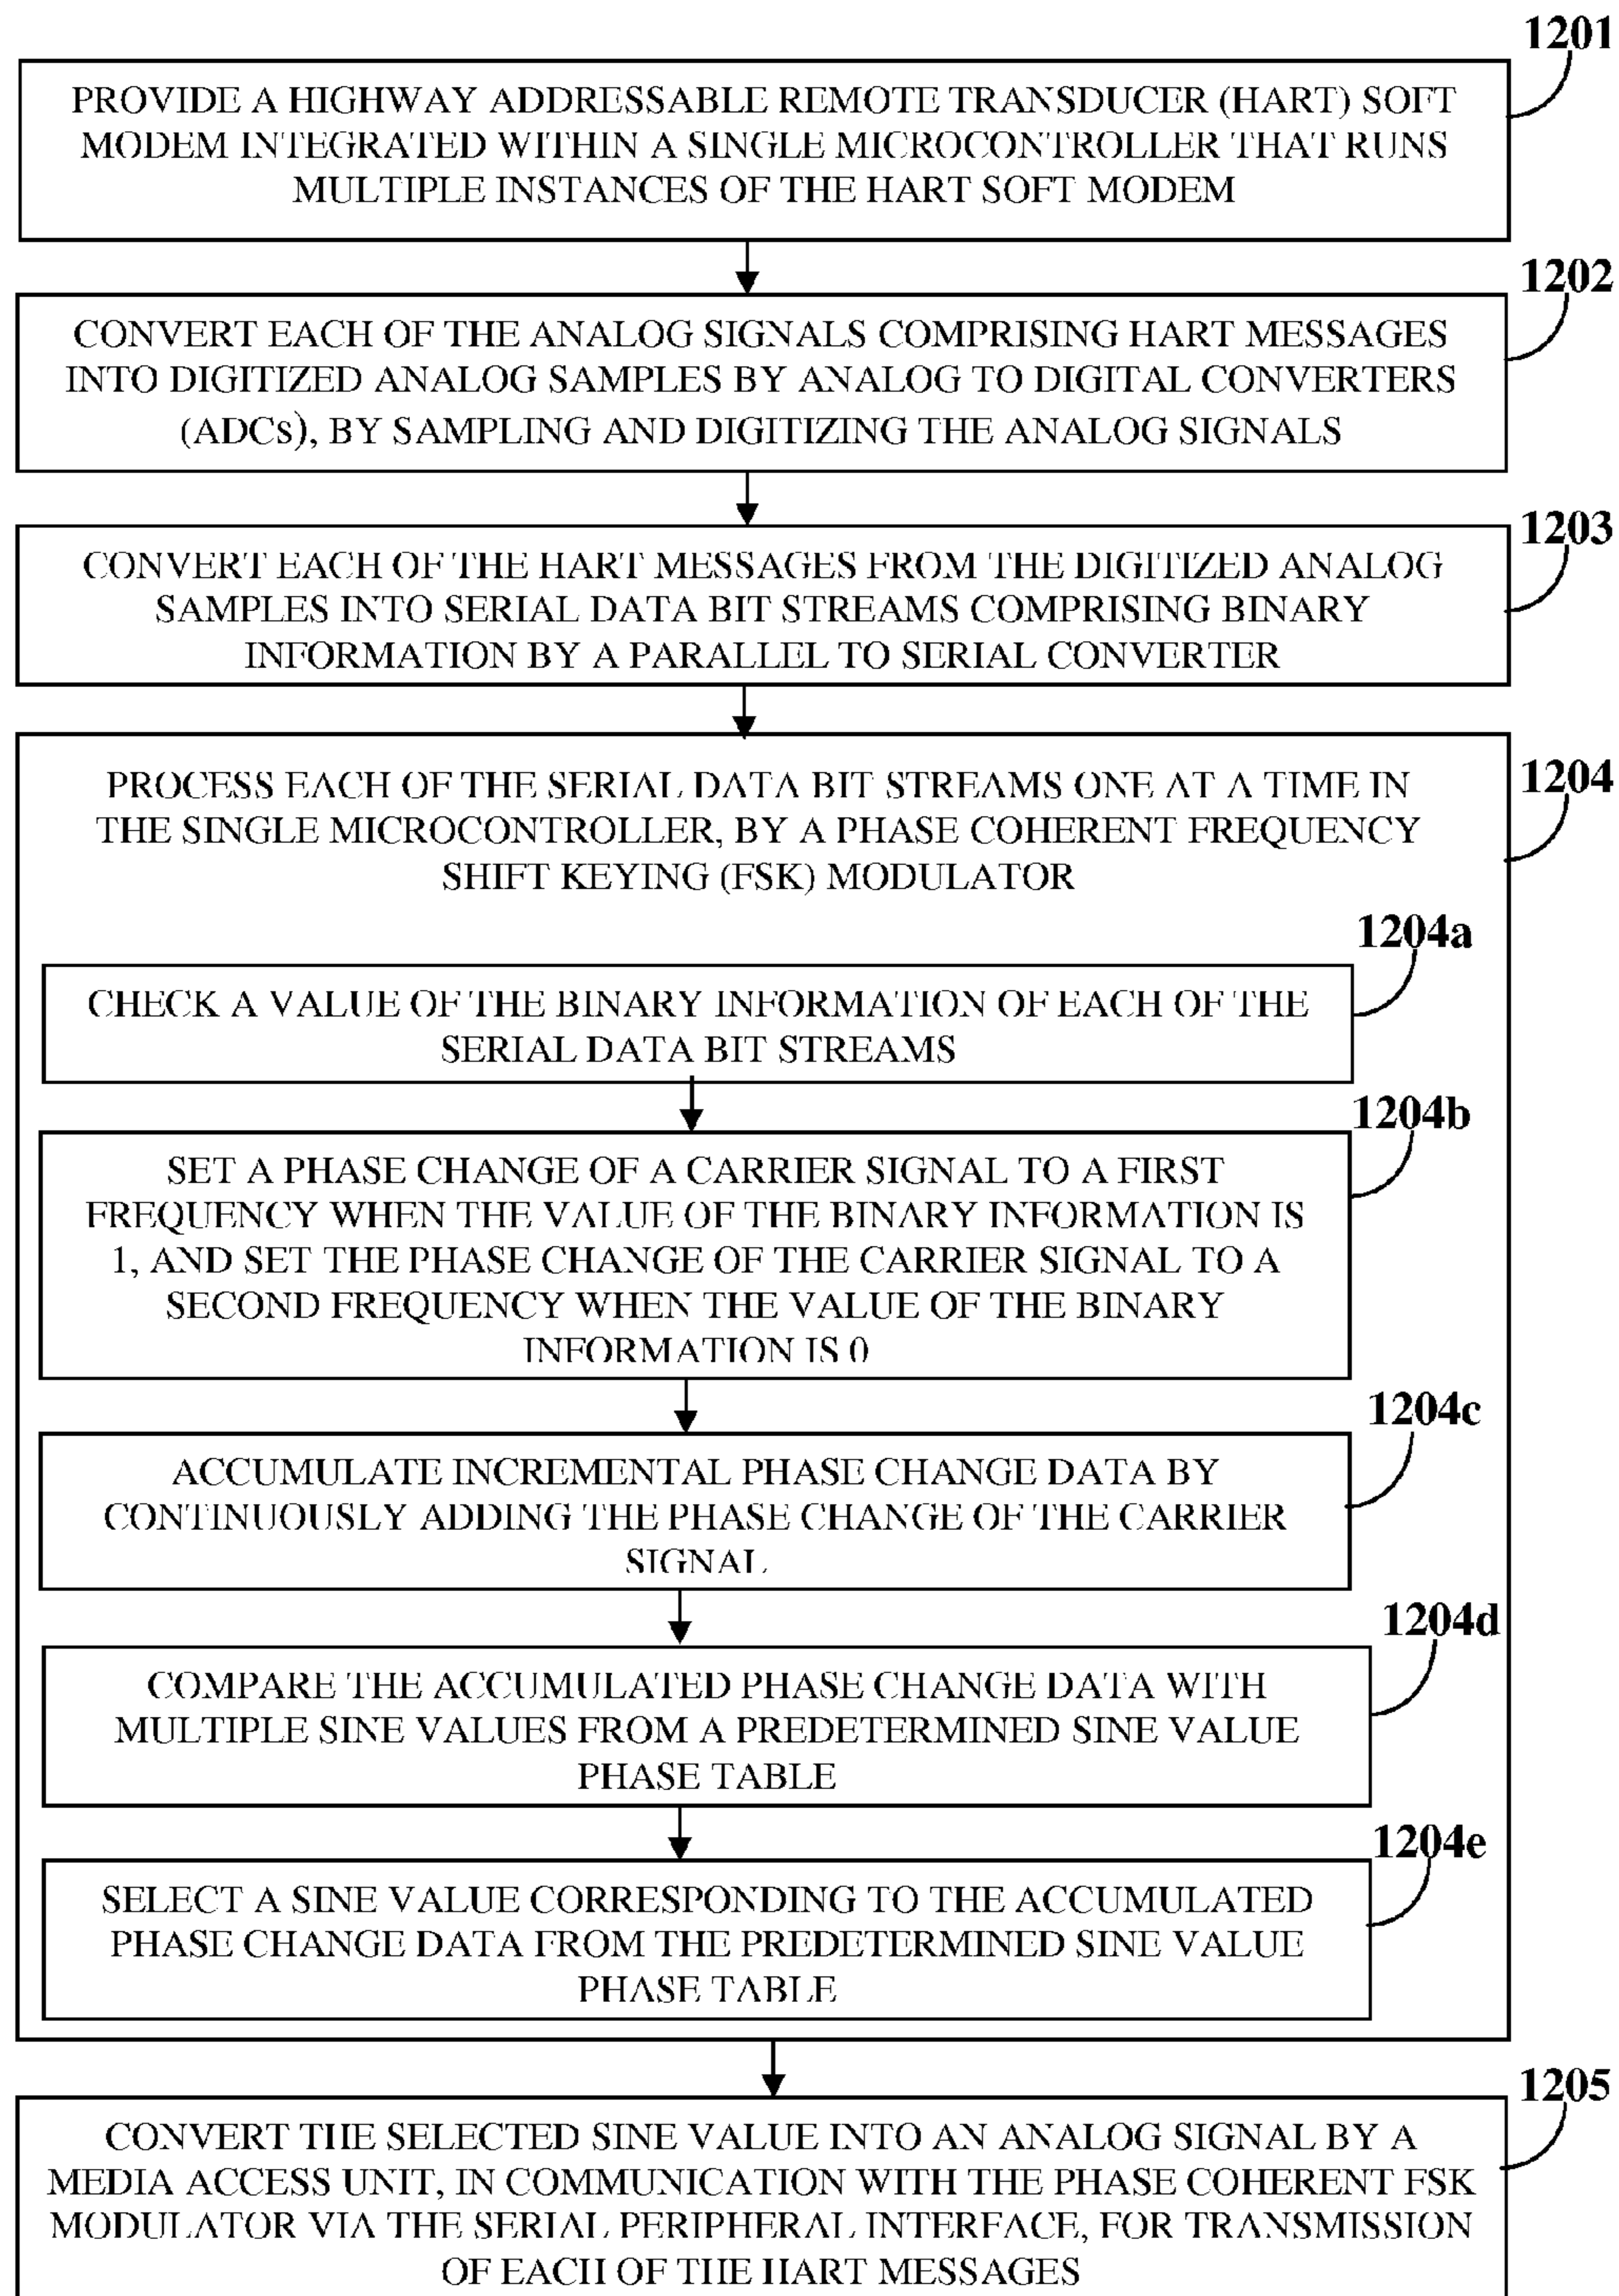 1201
PROVIDE A HIGHWAY ADDRESSABLE REMOTE TRANSDUCER (HART) SOFT
MODEM INTEGRATED WITHIN A SINGLE MICROCONTROLLER THAT RUNS
MULTIPLE INSTANCES OF THE HART SOFT MODEM
1202
CONVERT EACH OF THE ANALOG SIGNALS COMPRISING HART MESSAGES
INTO DIGITIZED ANALOG SAMPLES BY ANALOG TO DIGITAL CONVERTERS
(ADCs), BY SAMPLING AND DIGITIZING THE ANALOG SIGNALS
1203
CONVERT EACH OF THE HART MESSAGES FROM THE DIGITIZED ANALOG
SAMPLES INTO SERIAL DATA BIT STREAMS COMPRISING BINARY
INFORMATION BY A PARALLEL TO SERIAL CONVERTER
1204
PROCESS EACH OF THE SERIAL DATA BIT STREAMS ONE AT A TIME IN
THE SINGLE MICROCONTROLLER, BY A PHASE COHERENT FREQUENCY
SHIFT KEYING (FSK) MODULATOR
1204a
CHECK A VALUE OF THE BINARY INFORMATION OF EACH OF THE
SERIAL DATA BIT STREAMS
1204b
SET A PHASE CHANGE OF A CARRIER SIGNAL TO A FIRST
FREQUENCY WHEN THE VALUE OF THE BINARY INFORMATION IS
1, AND SET THE PHASE CHANGE OF THE CARRIER SIGNAL TO A
SECOND FREQUENCY WHEN THE VALUE OF THE BINARY
INFORMATION IS 0
1204c
ACCUMULATE INCREMENTAL PHASE CHANGE DATA BY
CONTINUOUSLY ADDING THE PHASE CHANGE OF THE CARRIER
SIGNAL
1204d
COMPARE THE ACCUMULATED PHASE CHANGE DATA WITH
MULTIPLE SINE VALUES FROM A PREDETERMINED SINE VALUE
PHASE TABLE
1204e
SELECT A SINE VALUE CORRESPONDING TO THE ACCUMULATED
PHASE CHANGE DATA FROM THE PREDETERMINED SINE VALUE
PHASE TABLE
1205
CONVERT THE SELECTED SINE VALUE INTO AN ANALOG SIGNAL BY A
MEDIA ACCESS UNIT, IN COMMUNICATION WITH THE PHASE COHERENT FSK
MODULATOR VIA THE SERIAL PERIPHERAL INTERFACE, FOR TRANSMISSION
OF EACH OF THE HART MESSAGES